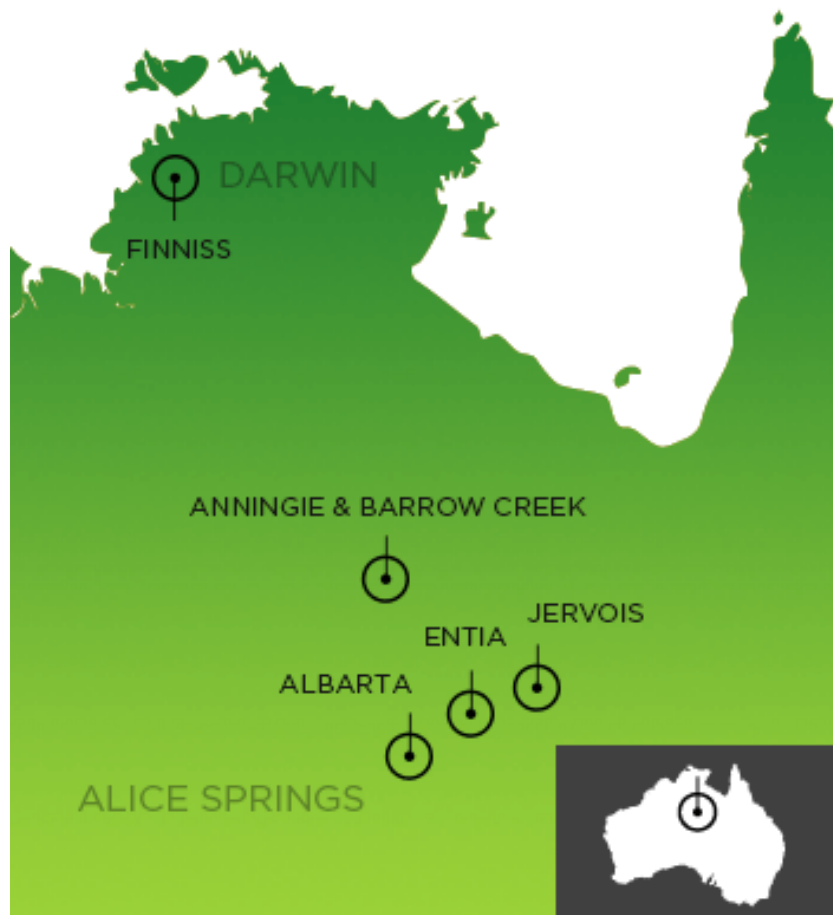 DARWIN
FINNISS
ANNINGIE & BARROW CREEK
JERVOIS
ENTIA
ALBARTA
ALICE SPRINGS